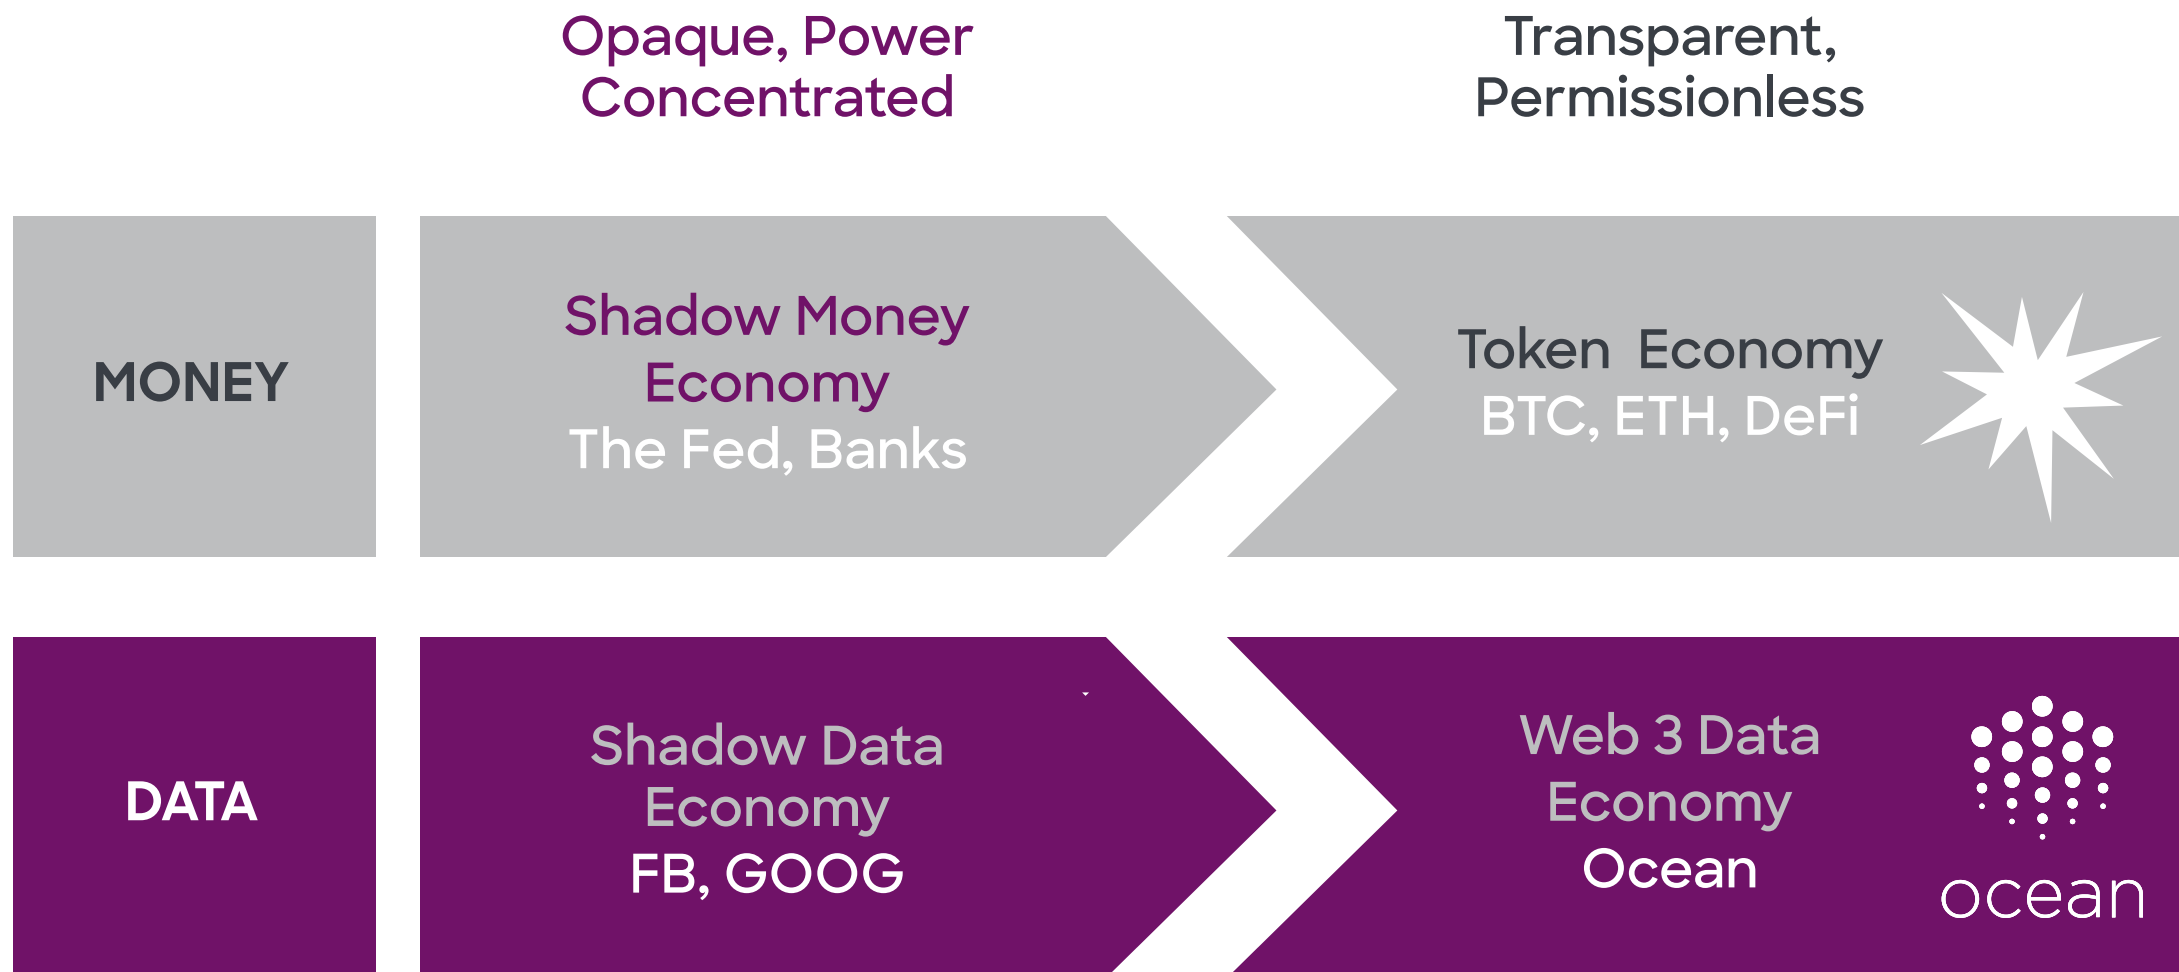 Opaque, Power
Concentrated
Transparent,
Permissionless
MONEY
Shadow Money
Economy
The Fed, Banks
Token Economy
BTC, ETH, DeFi
DATA
Shadow Data
Economy
FB, GOOG
Web 3 Data
Economy
Ocean
ocean